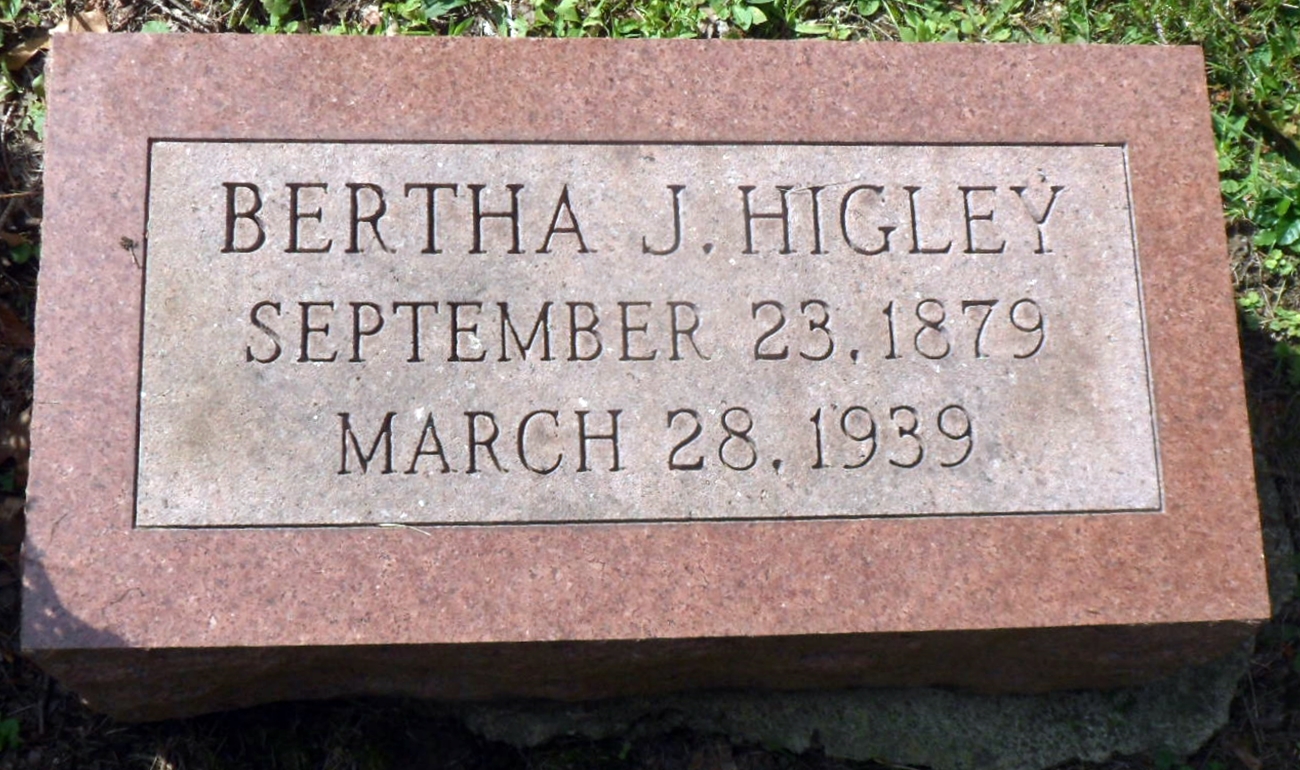 BERTHA J. HIGLEY
SEPTEMBER 23, 1879
MARCH 28, 1939